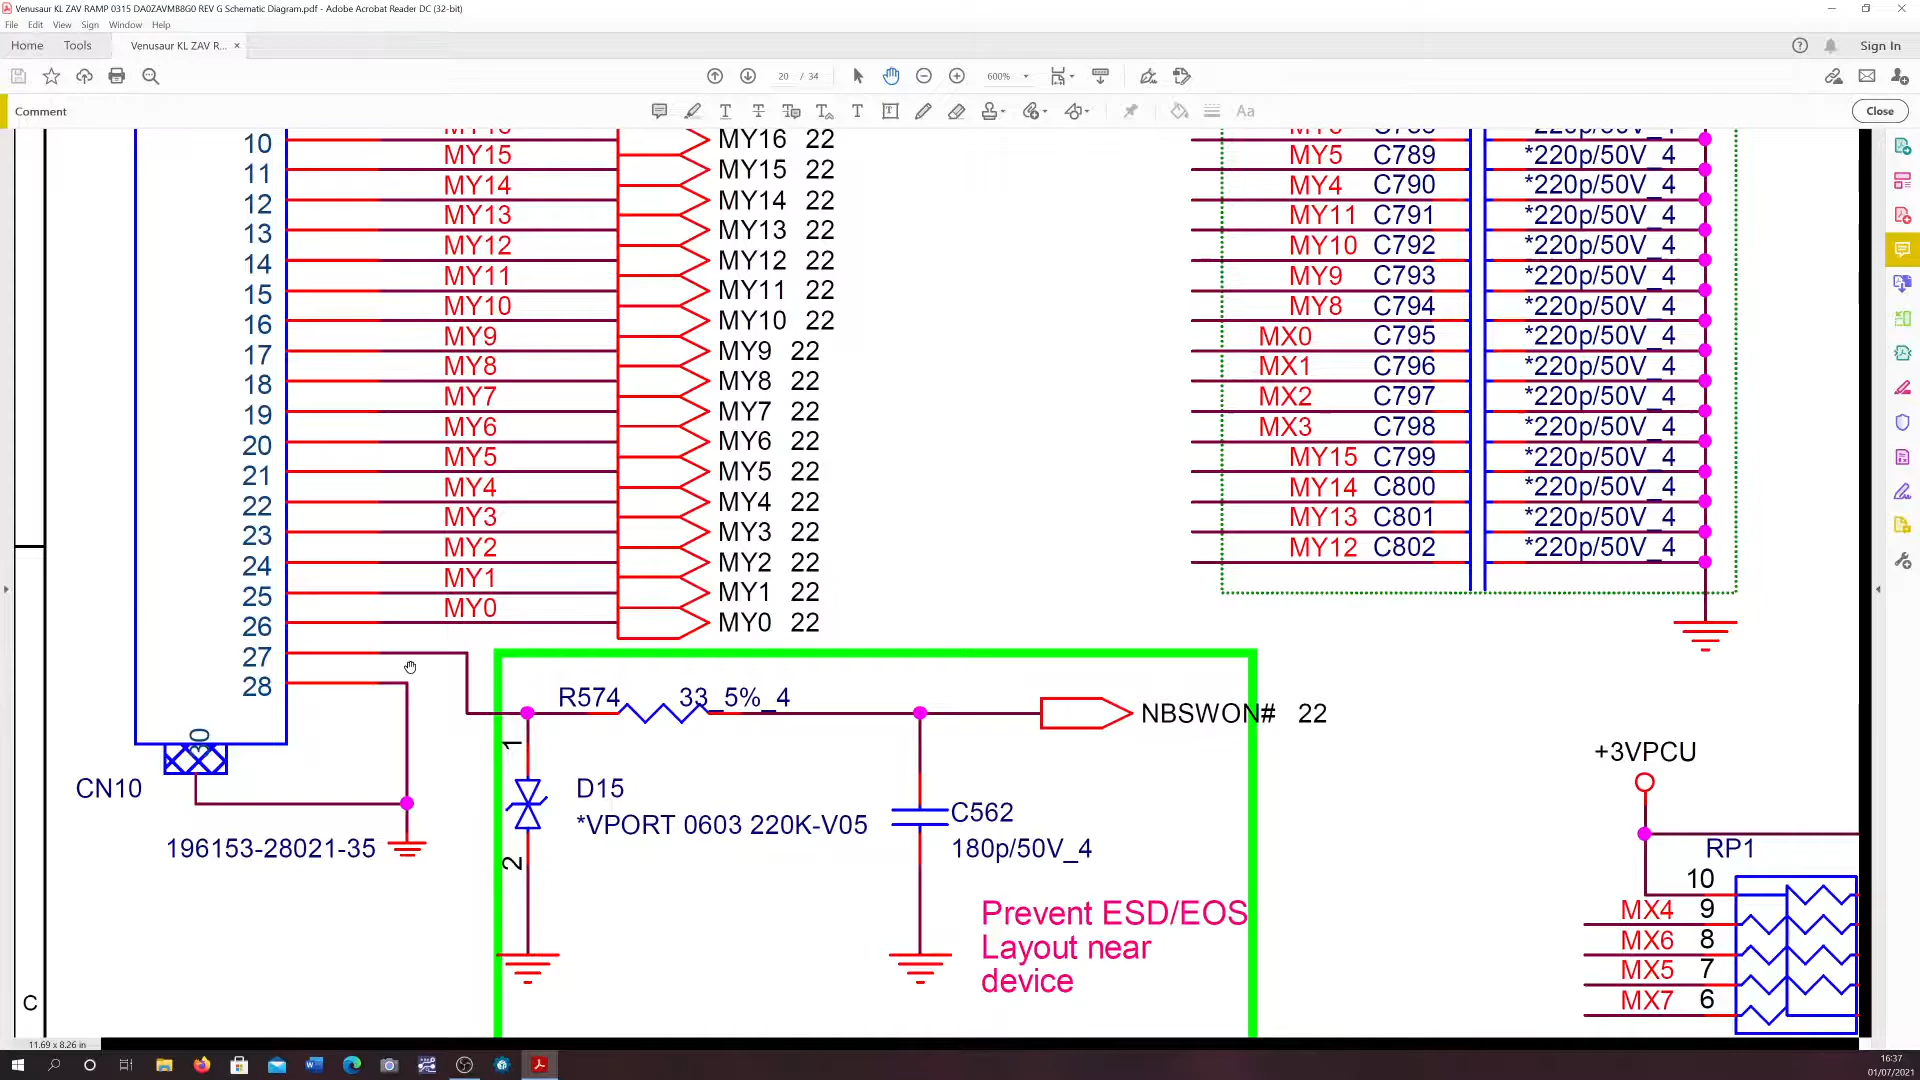 Venusaur KL ZAV RAMP 0315 DA0ZAVMB8G0 REV G Schematic Diagram.pdf - Adobe Acrobat Reader DC (32-bit)
File Edit View Sign Window Help
Home Tools Venusaur KL ZAV R... × Sign In
20 / 34 600%
Comment Close
10 MY16 22 MY5 C789 *220p/50V_4
11 MY15 MY15 22 MY4 C790 *220p/50V_4
12 MY14 MY14 22 MY11 C791 *220p/50V_4
13 MY13 MY13 22 MY10 C792 *220p/50V_4
14 MY12 MY12 22 MY9 C793 *220p/50V_4
15 MY11 MY11 22 MY8 C794 *220p/50V_4
16 MY10 MY10 22 MX0 C795 *220p/50V_4
17 MY9 MY9 22 MX1 C796 *220p/50V_4
18 MY8 MY8 22 MX2 C797 *220p/50V_4
19 MY7 MY7 22 MX3 C798 *220p/50V_4
20 MY6 MY6 22 MY15 C799 *220p/50V_4
21 MY5 MY5 22 MY14 C800 *220p/50V_4
22 MY4 MY4 22 MY13 C801 *220p/50V_4
23 MY3 MY3 22 MY12 C802 *220p/50V_4
24 MY2 MY2 22
25 MY1 MY1 22
26 MY0 MY0 22
27
28
R574 33_5%_4
NBSWON# 22
30
1
CN10
D15
*VPORT 0603 220K-V05
C562
180p/50V_4
196153-28021-35
2
Prevent ESD/EOS
Layout near
device
+3VPCU
RP1
10
MX4 9
MX6 8
MX5 7
MX7 6
C
11.69 x 8.26 in
16:37
01/07/2021